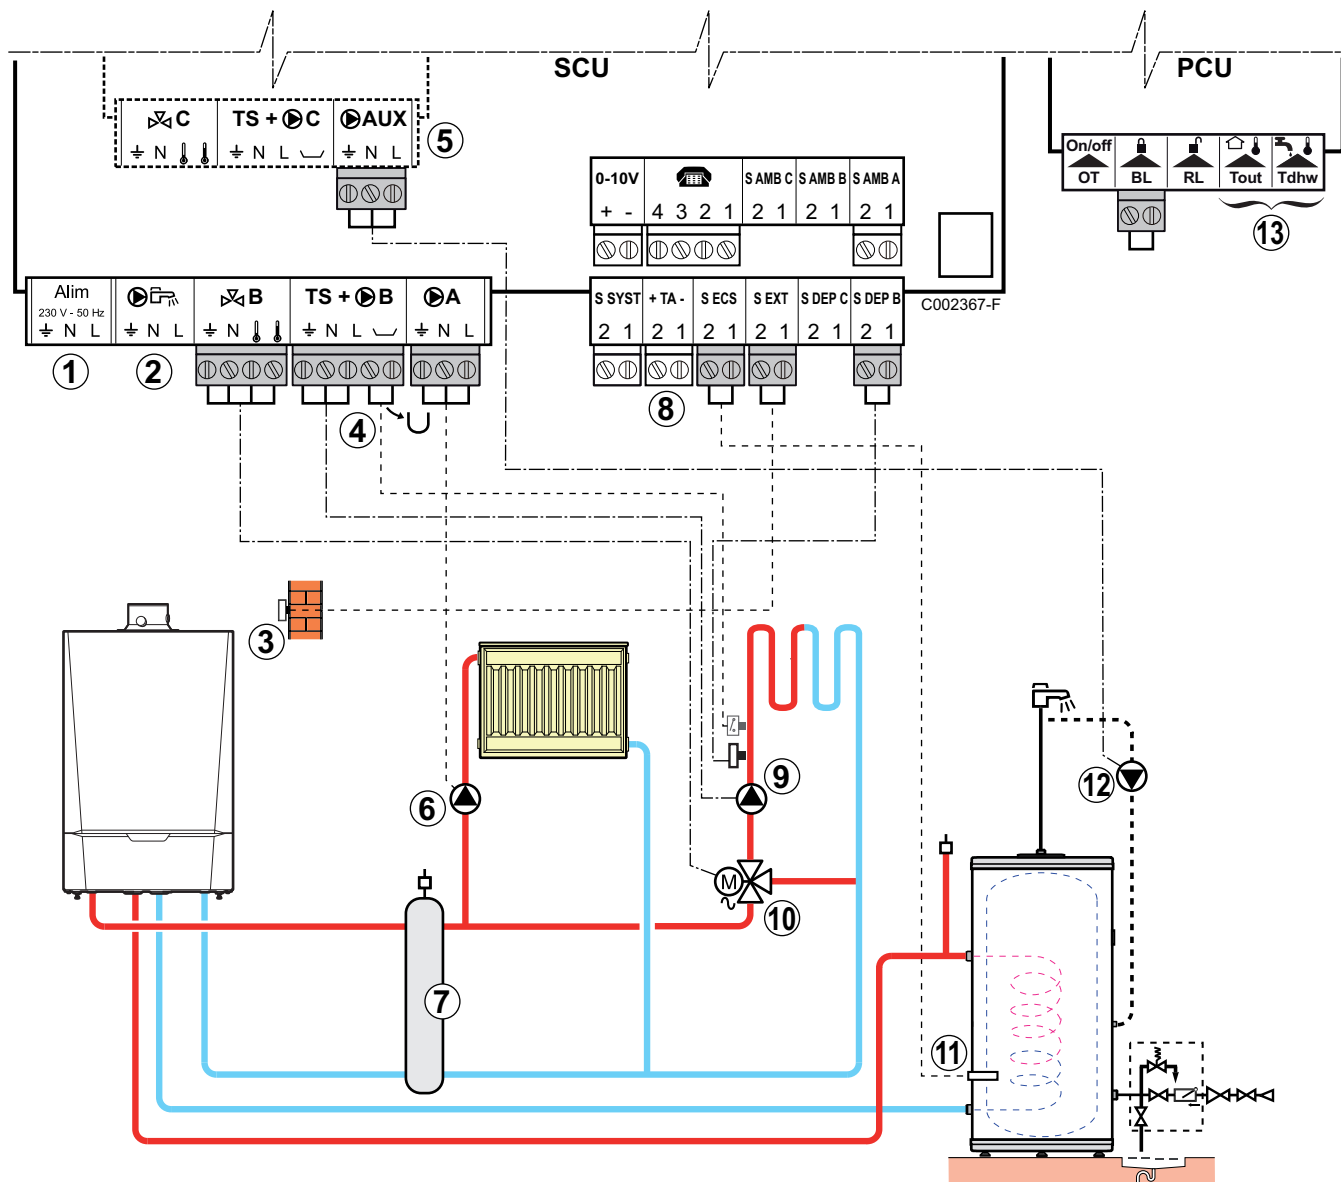 SCU
PCU
C
TS + C
AUX
N
N L
N L
5
0-10V
S AMB C
S AMB B
S AMB A
+ -
4 3 2 1
2 1
2 1
2 1
On/off
OT
BL
RL
Tout
Tdhw
13
Alim
230 V - 50 Hz
N L
N L
B
N
TS + B
N L
A
N L
S SYST
+ TA -
S ECS
S EXT
S DEP C
S DEP B
2 1
2 1
2 1
2 1
2 1
2 1
C002367-F
1
2
4
8
3
6
9
12
M
10
7
11